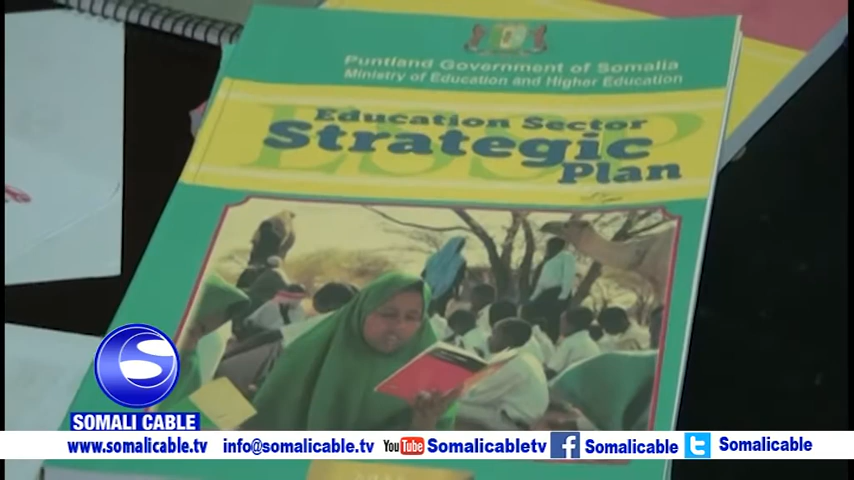 Puntland Government of Somalia
Ministry of Education and Higher Education
ESSP
Education Sector
Strategic
Plan
S
SOMALI CABLE
www.somalicable.tv info@somalicable.tv YouTube Somalicabletv f Somalicable Somalicable